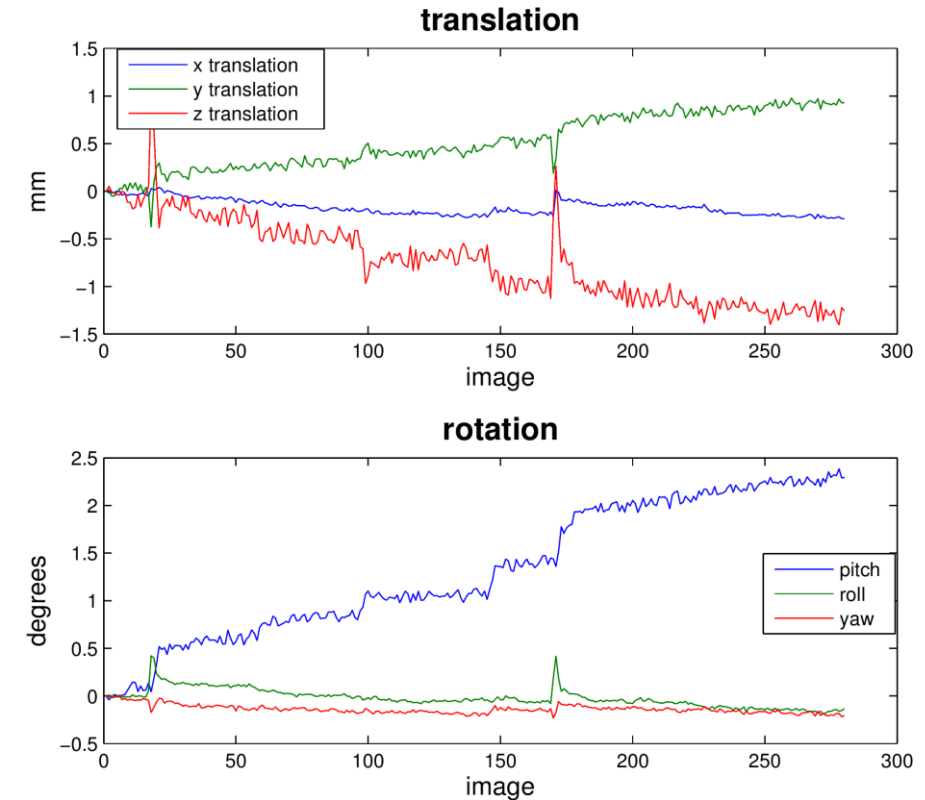 translation
1.5
1
0.5
0
−0.5
−1
−1.5
mm
x translation
y translation
z translation
0 50 100 150 200 250 300
image
rotation
2.5
2
1.5
1
0.5
0
−0.5
degrees
pitch
roll
yaw
0 50 100 150 200 250 300
image